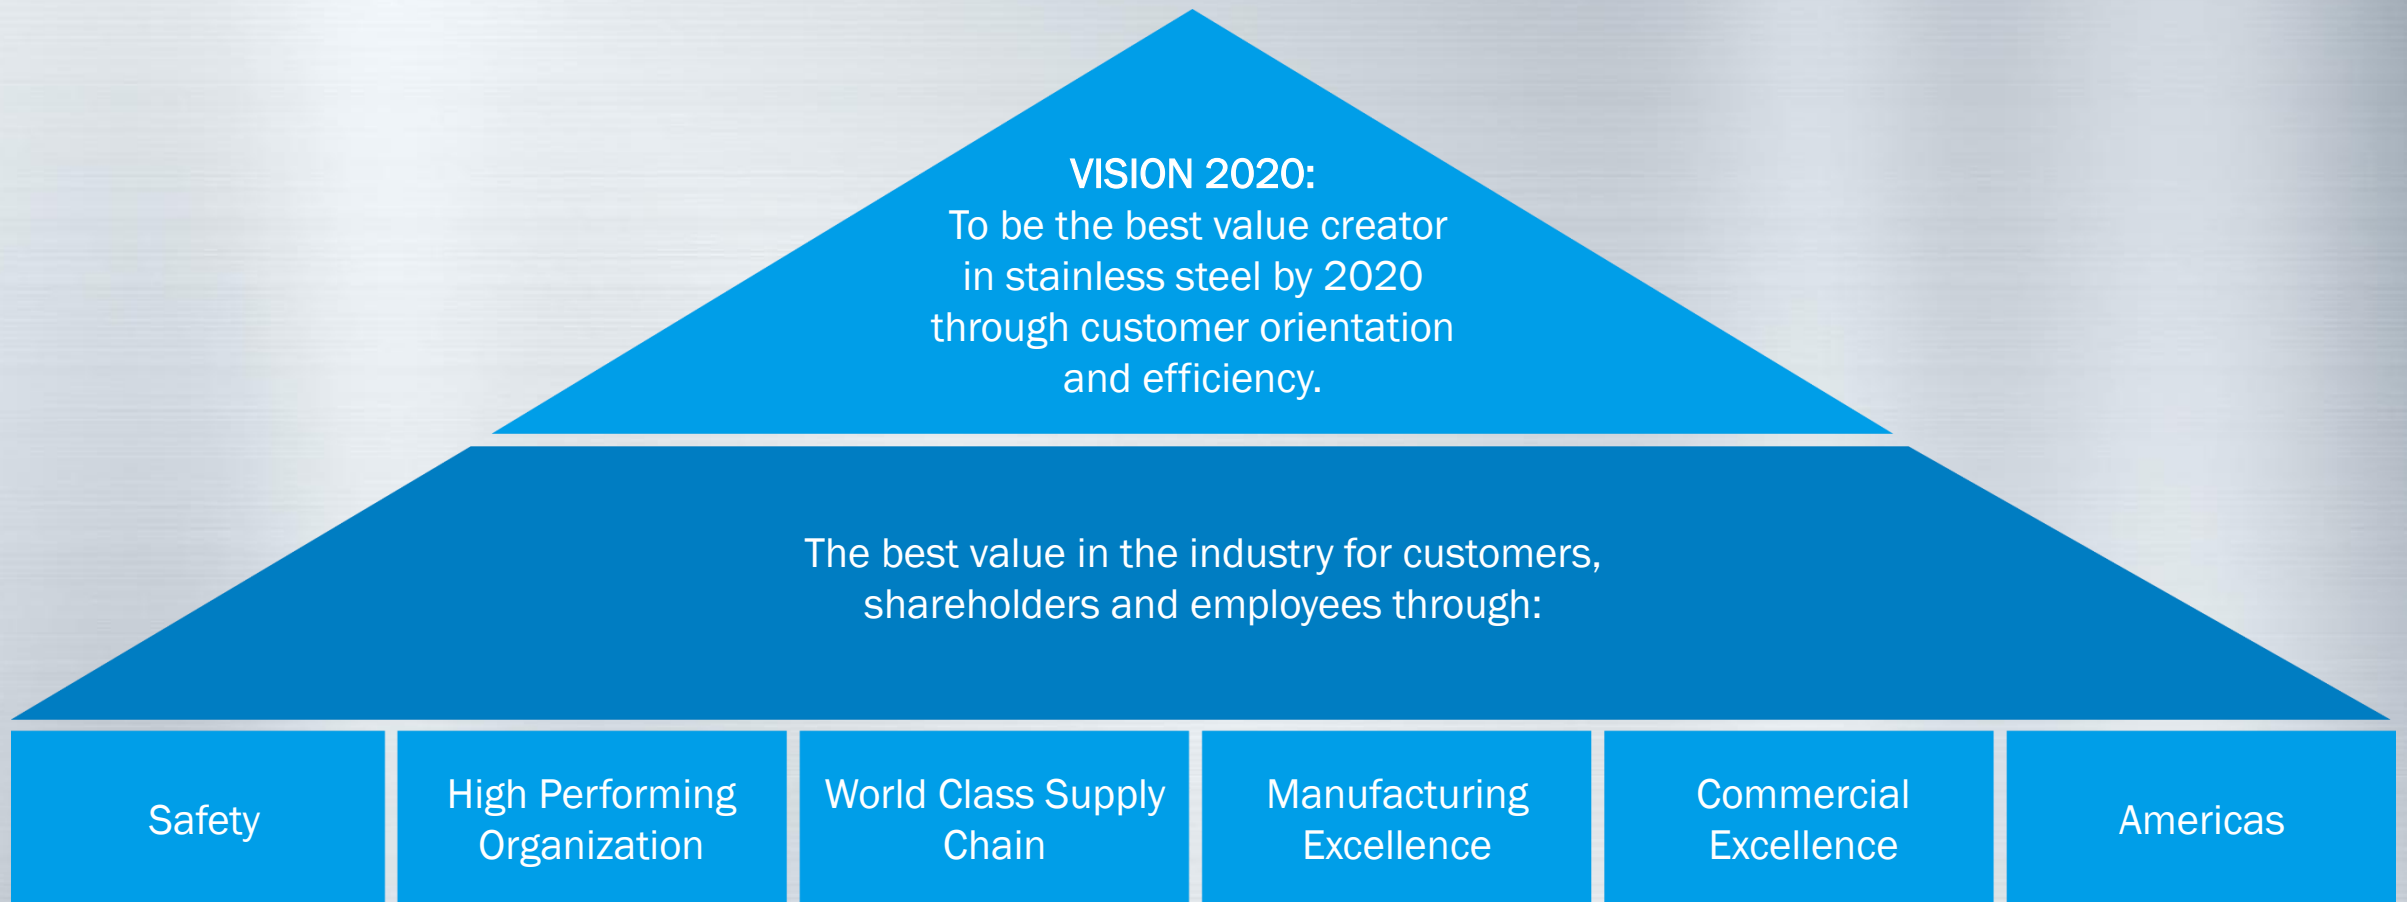 VISION 2020:
To be the best value creator
in stainless steel by 2020
through customer orientation
and efficiency.
The best value in the industry for customers,
shareholders and employees through:
Safety
High Performing
Organization
World Class Supply
Chain
Manufacturing
Excellence
Commercial
Excellence
Americas